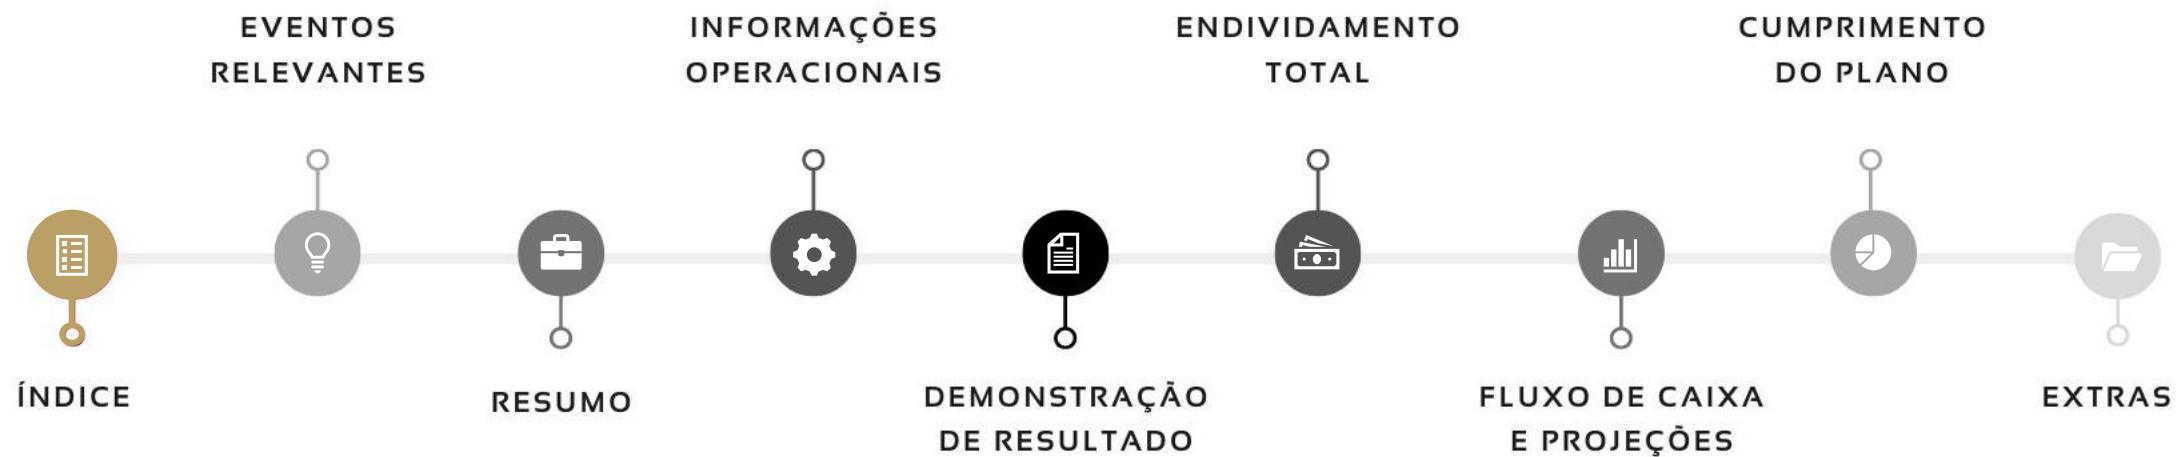 ÍNDICE
EVENTOS
RELEVANTES
RESUMO
INFORMAÇÕES
OPERACIONAIS
DEMONSTRAÇÃO
DE RESULTADO
ENDIVIDAMENTO
TOTAL
FLUXO DE CAIXA
E PROJEÇÕES
CUMPRIMENTO
DO PLANO
EXTRAS